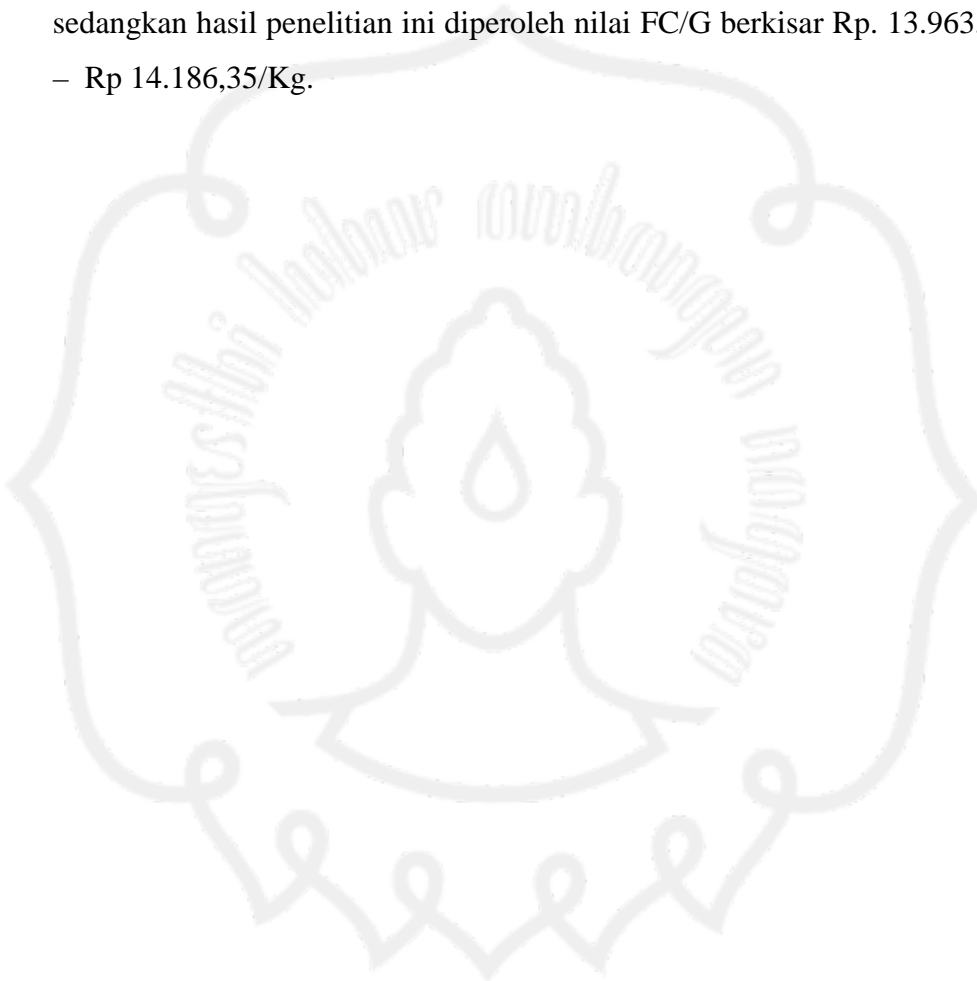 sedangkan hasil penelitian ini diperoleh nilai FC/G berkisar Rp. 13.963
– Rp 14.186,35/Kg.